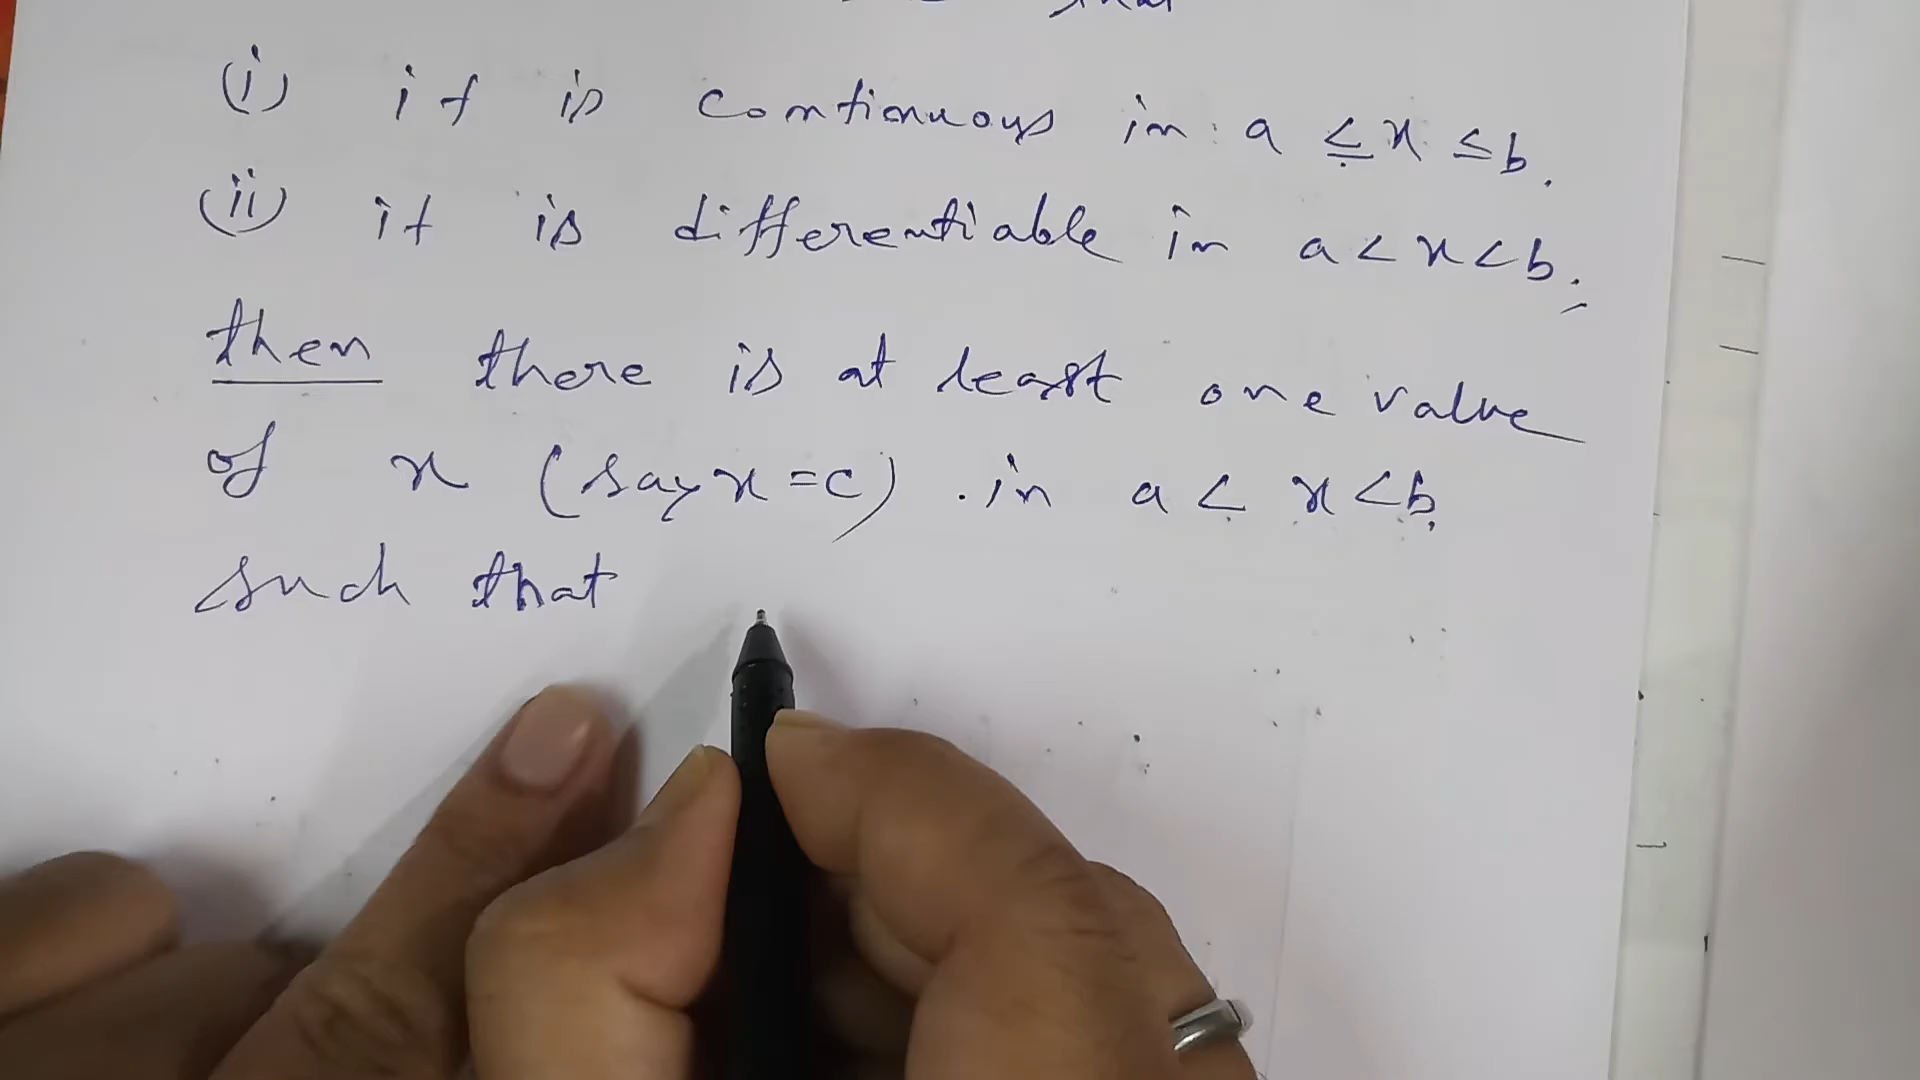 that
(i) it is continuous in a ≤ x ≤ b.
(ii) it is differentiable in a < x < b.
then there is at least one value
of x (say x = c) in a < x < b,
such that